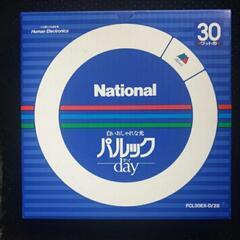 Human Electronics
30
ワット形
National
白いおしゃれな光
パルック
day
FCL30EX-D/28